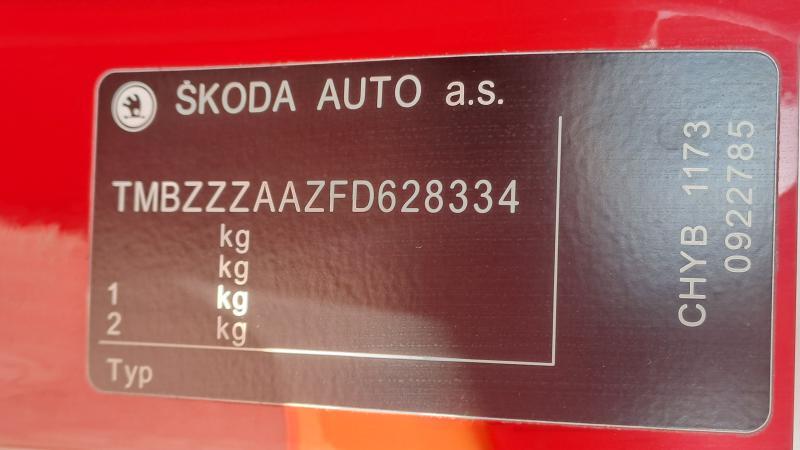 ŠKODA AUTO a.s.
TMBZZZAAZFD628334
kg
kg
1 kg
2 kg
Typ
CHYB 1173
0922785